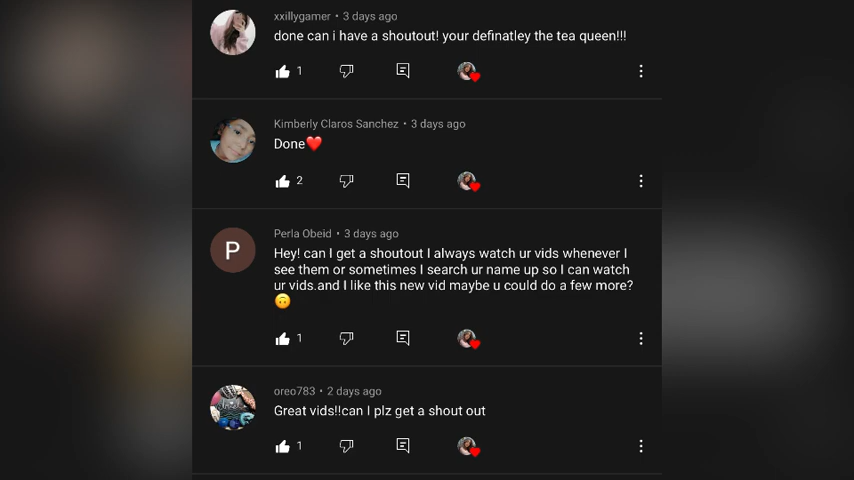 xxillygamer • 3 days ago
done can i have a shoutout! your definatley the tea queen!!!
1
Kimberly Claros Sanchez • 3 days ago
Done❤️
2
P
Perla Obeid • 3 days ago
Hey! can I get a shoutout I always watch ur vids whenever I
see them or sometimes I search ur name up so I can watch
ur vids.and I like this new vid maybe u could do a few more?
🙃
1
oreo783 • 2 days ago
Great vids!!can I plz get a shout out
1